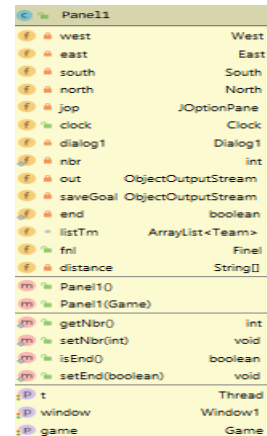 Panel1
west West
east East
south South
north North
jop JOptionPane
clock Clock
dialog1 Dialog1
nbr int
out ObjectOutputStream
saveGoal ObjectOutputStream
end boolean
listTm ArrayList<Team>
fnl Finel
distance String[]
Panel1()
Panel1(Game)
getNbr() int
setNbr(int) void
isEnd() boolean
setEnd(boolean) void
t Thread
window Window1
game Game